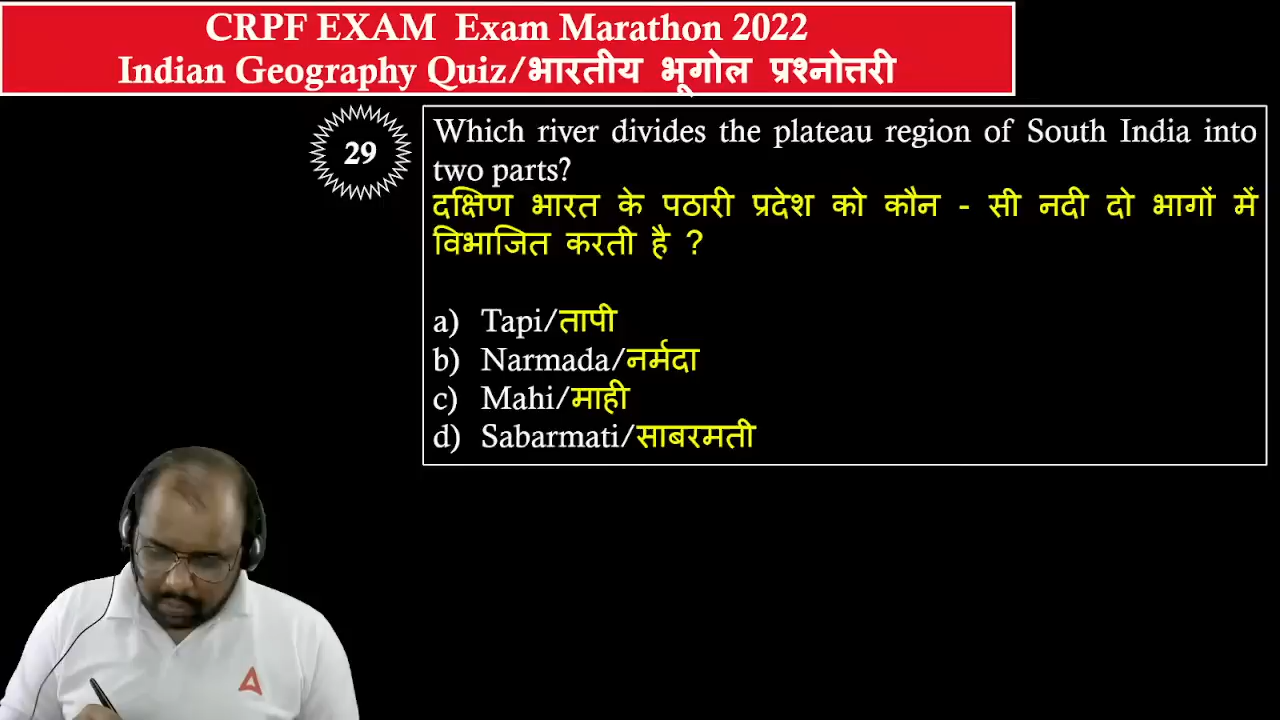 CRPF EXAM Exam Marathon 2022
Indian Geography Quiz/भारतीय भूगोल प्रश्नोत्तरी
29
Which river divides the plateau region of South India into
two parts?
दक्षिण भारत के पठारी प्रदेश को कौन - सी नदी दो भागों में
विभाजित करती है ?
a) Tapi/तापी
b) Narmada/नर्मदा
c) Mahi/माही
d) Sabarmati/साबरमती